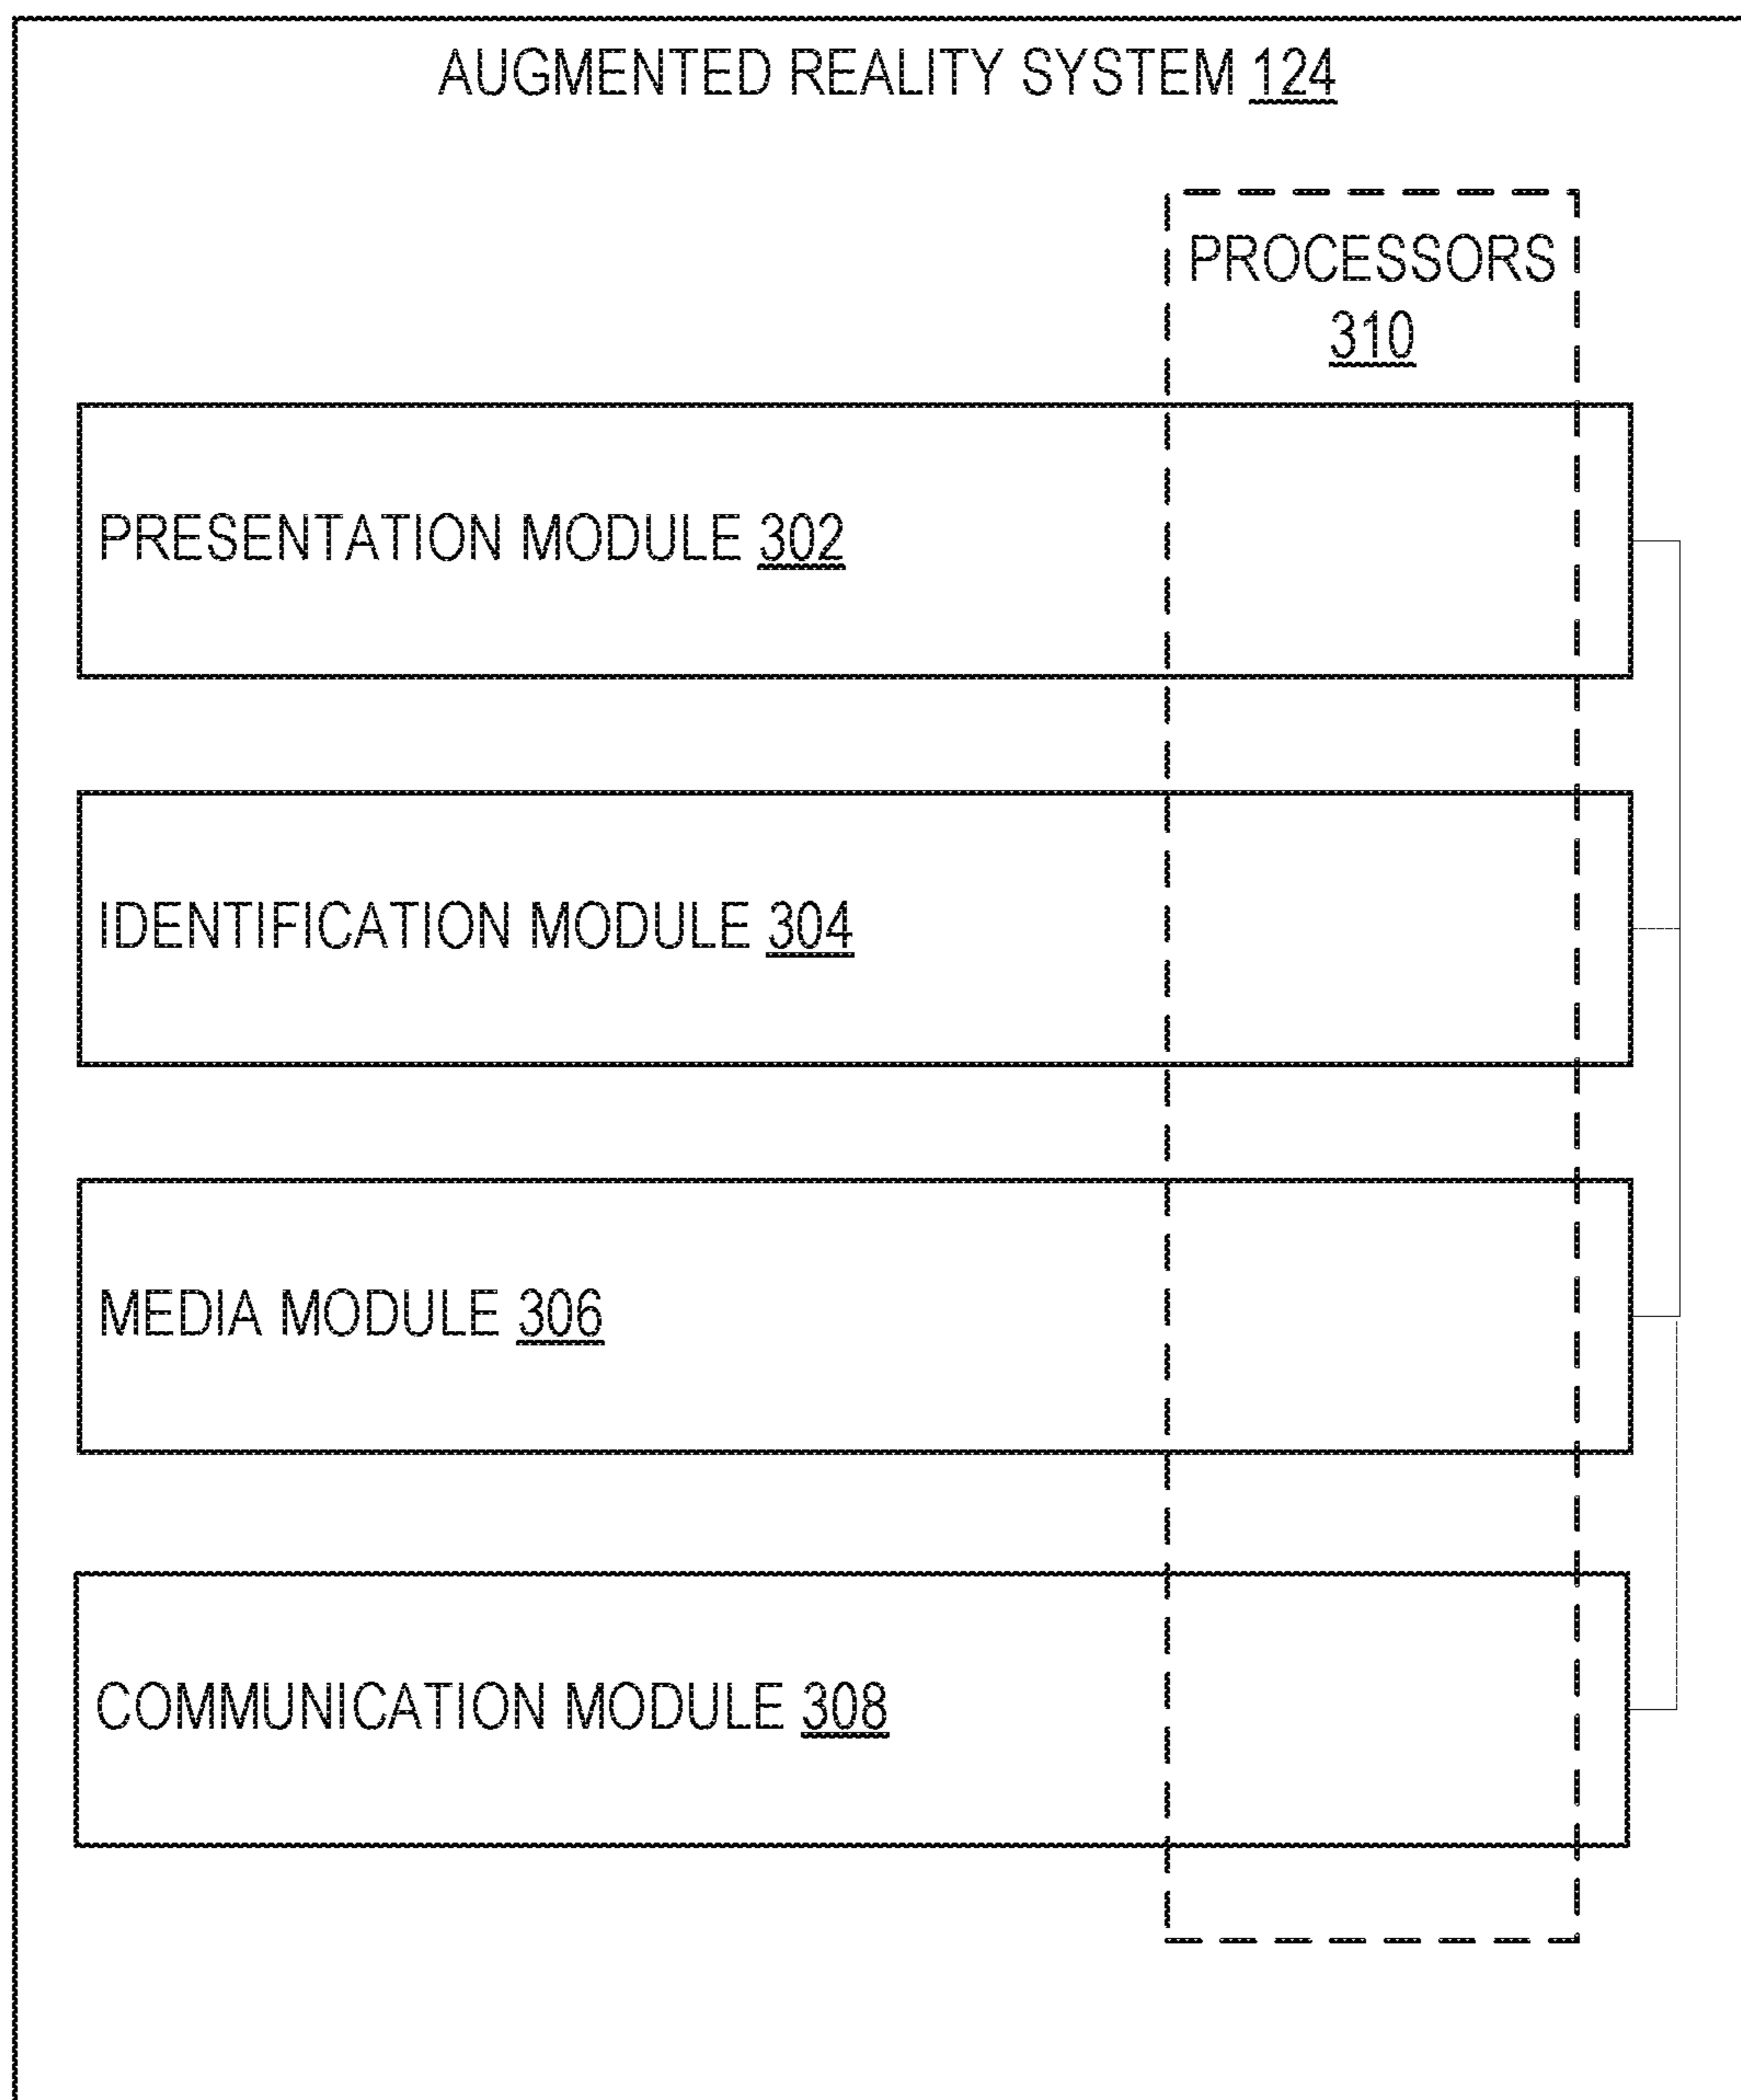 AUGMENTED REALITY SYSTEM 124
PROCESSORS
310
PRESENTATION MODULE 302
IDENTIFICATION MODULE 304
MEDIA MODULE 306
COMMUNICATION MODULE 308